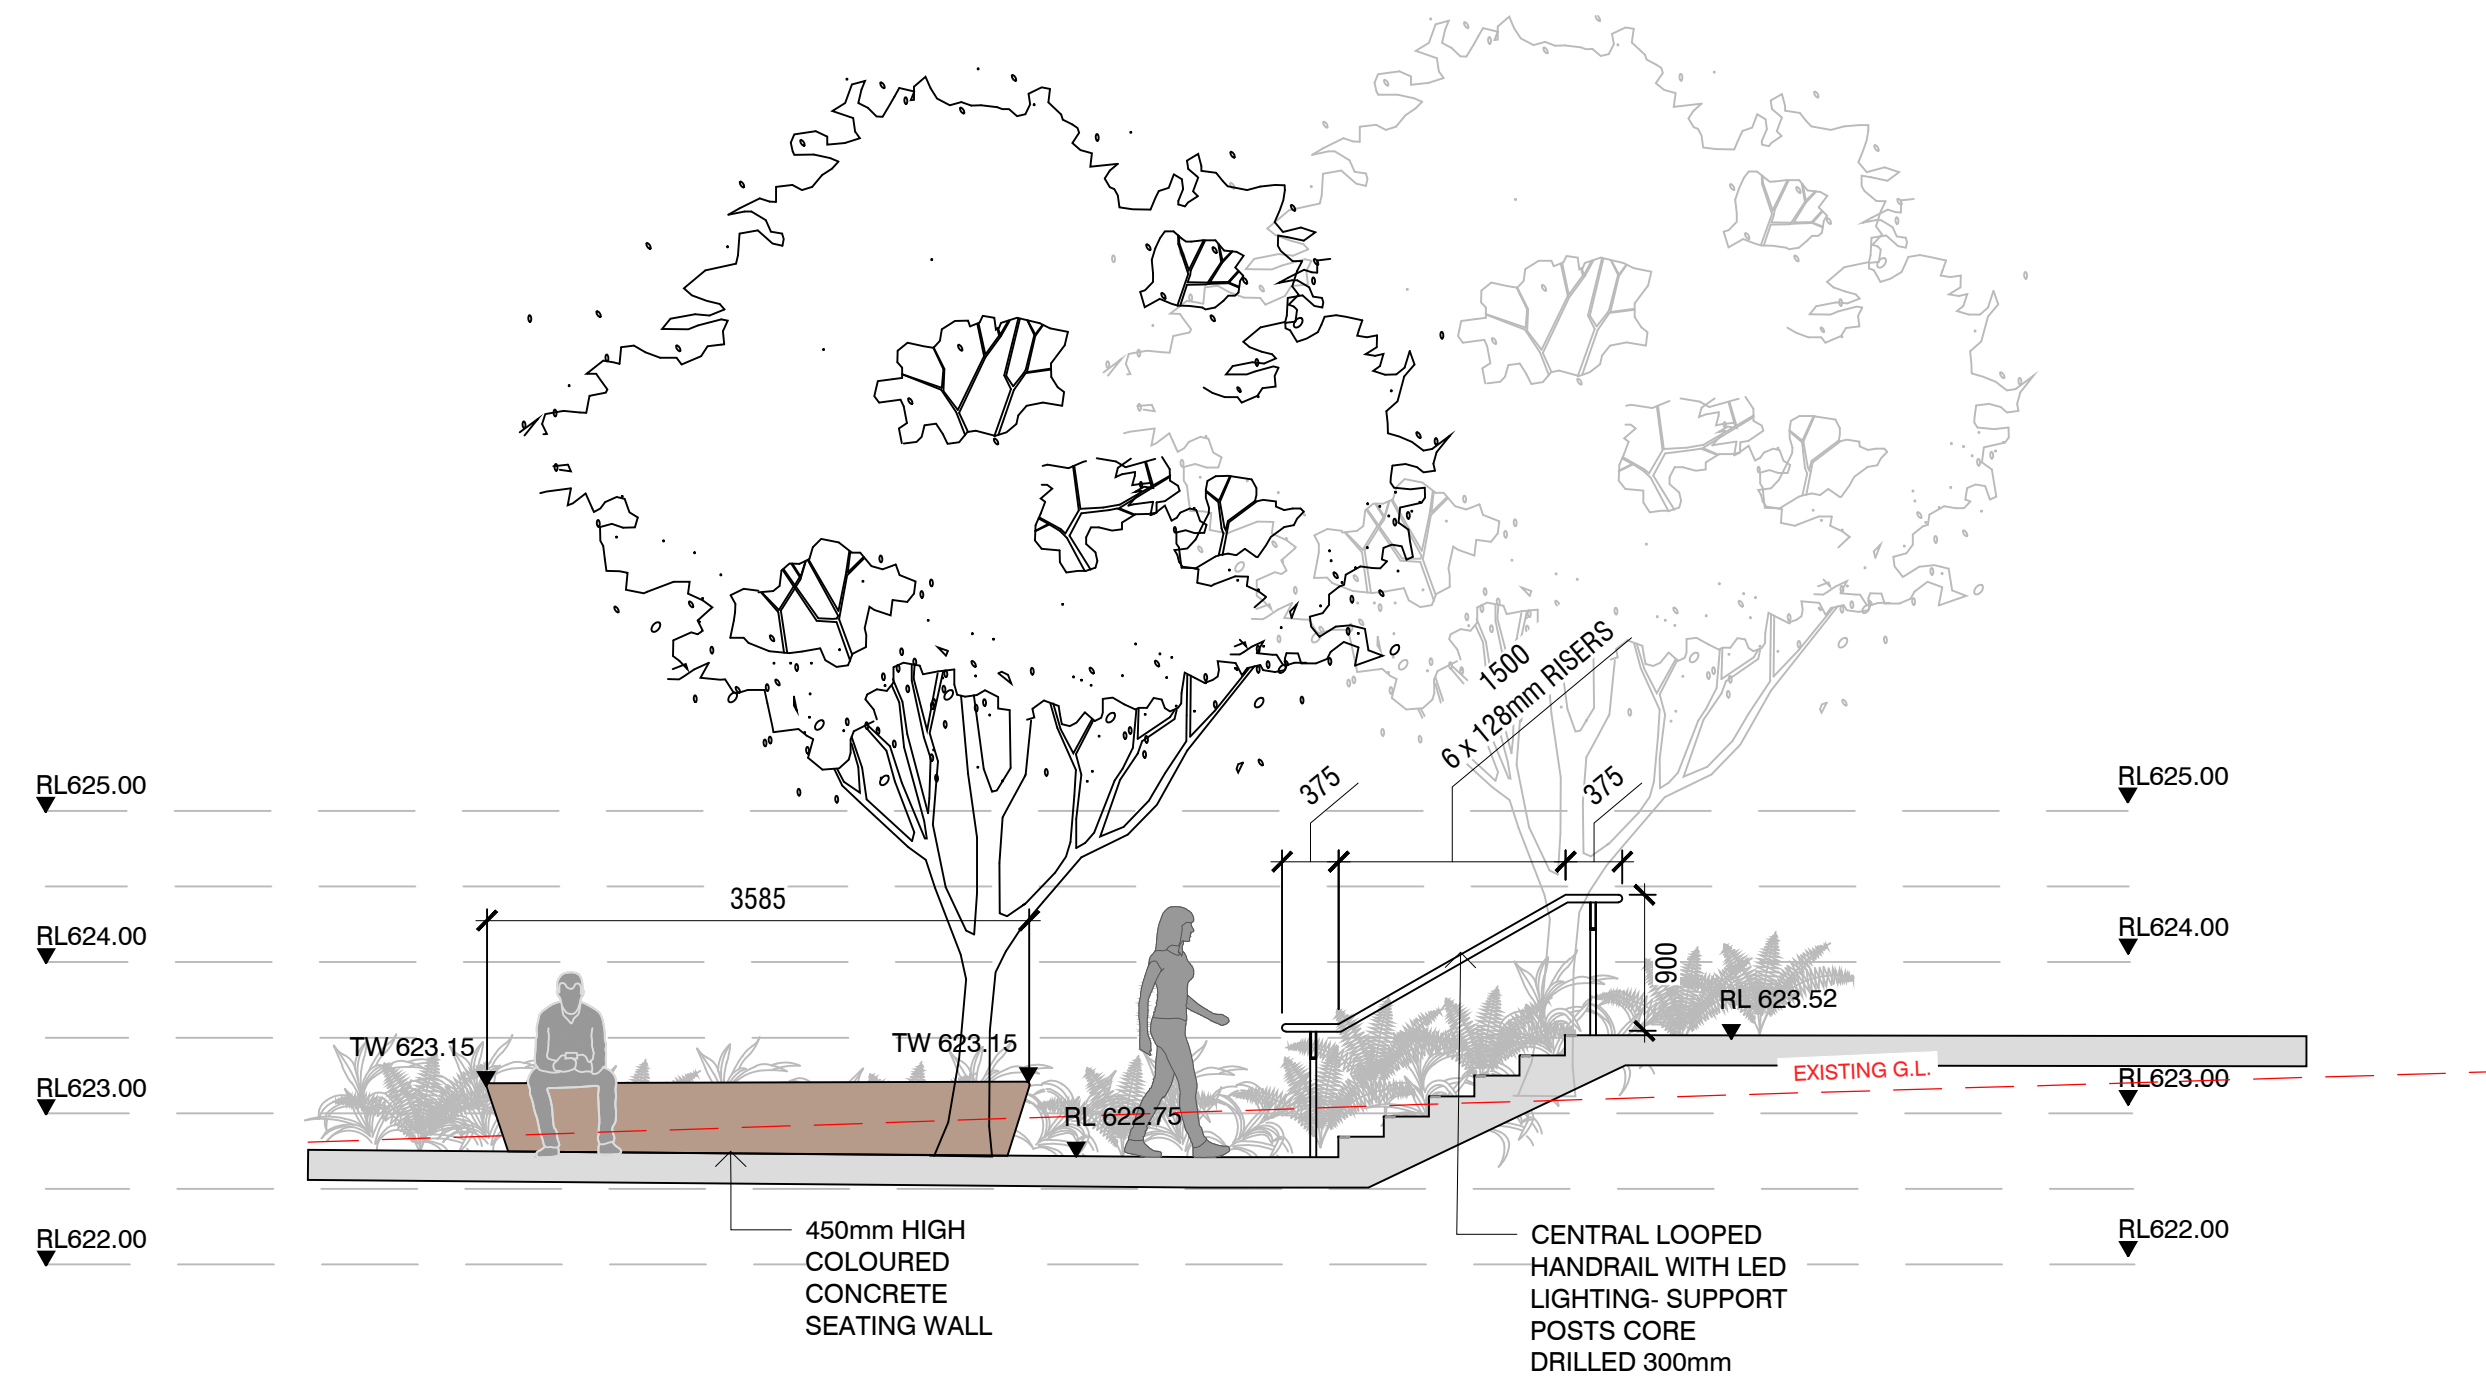 1500
6 x 128mm RISERS
375
375
RL625.00
RL625.00
3585
RL624.00
RL624.00
900
RL 623.52
TW 623.15
TW 623.15
EXISTING G.L.
RL623.00
RL623.00
RL 622.75
RL622.00
RL622.00
450mm HIGH
COLOURED
CONCRETE
SEATING WALL
CENTRAL LOOPED
HANDRAIL WITH LED
LIGHTING- SUPPORT
POSTS CORE
DRILLED 300mm